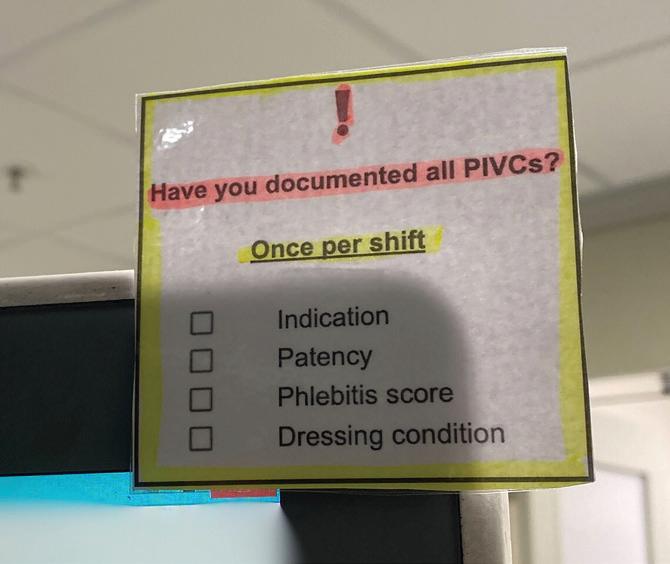 !
Have you documented all PIVCs?
Once per shift
Indication
Patency
Phlebitis score
Dressing condition